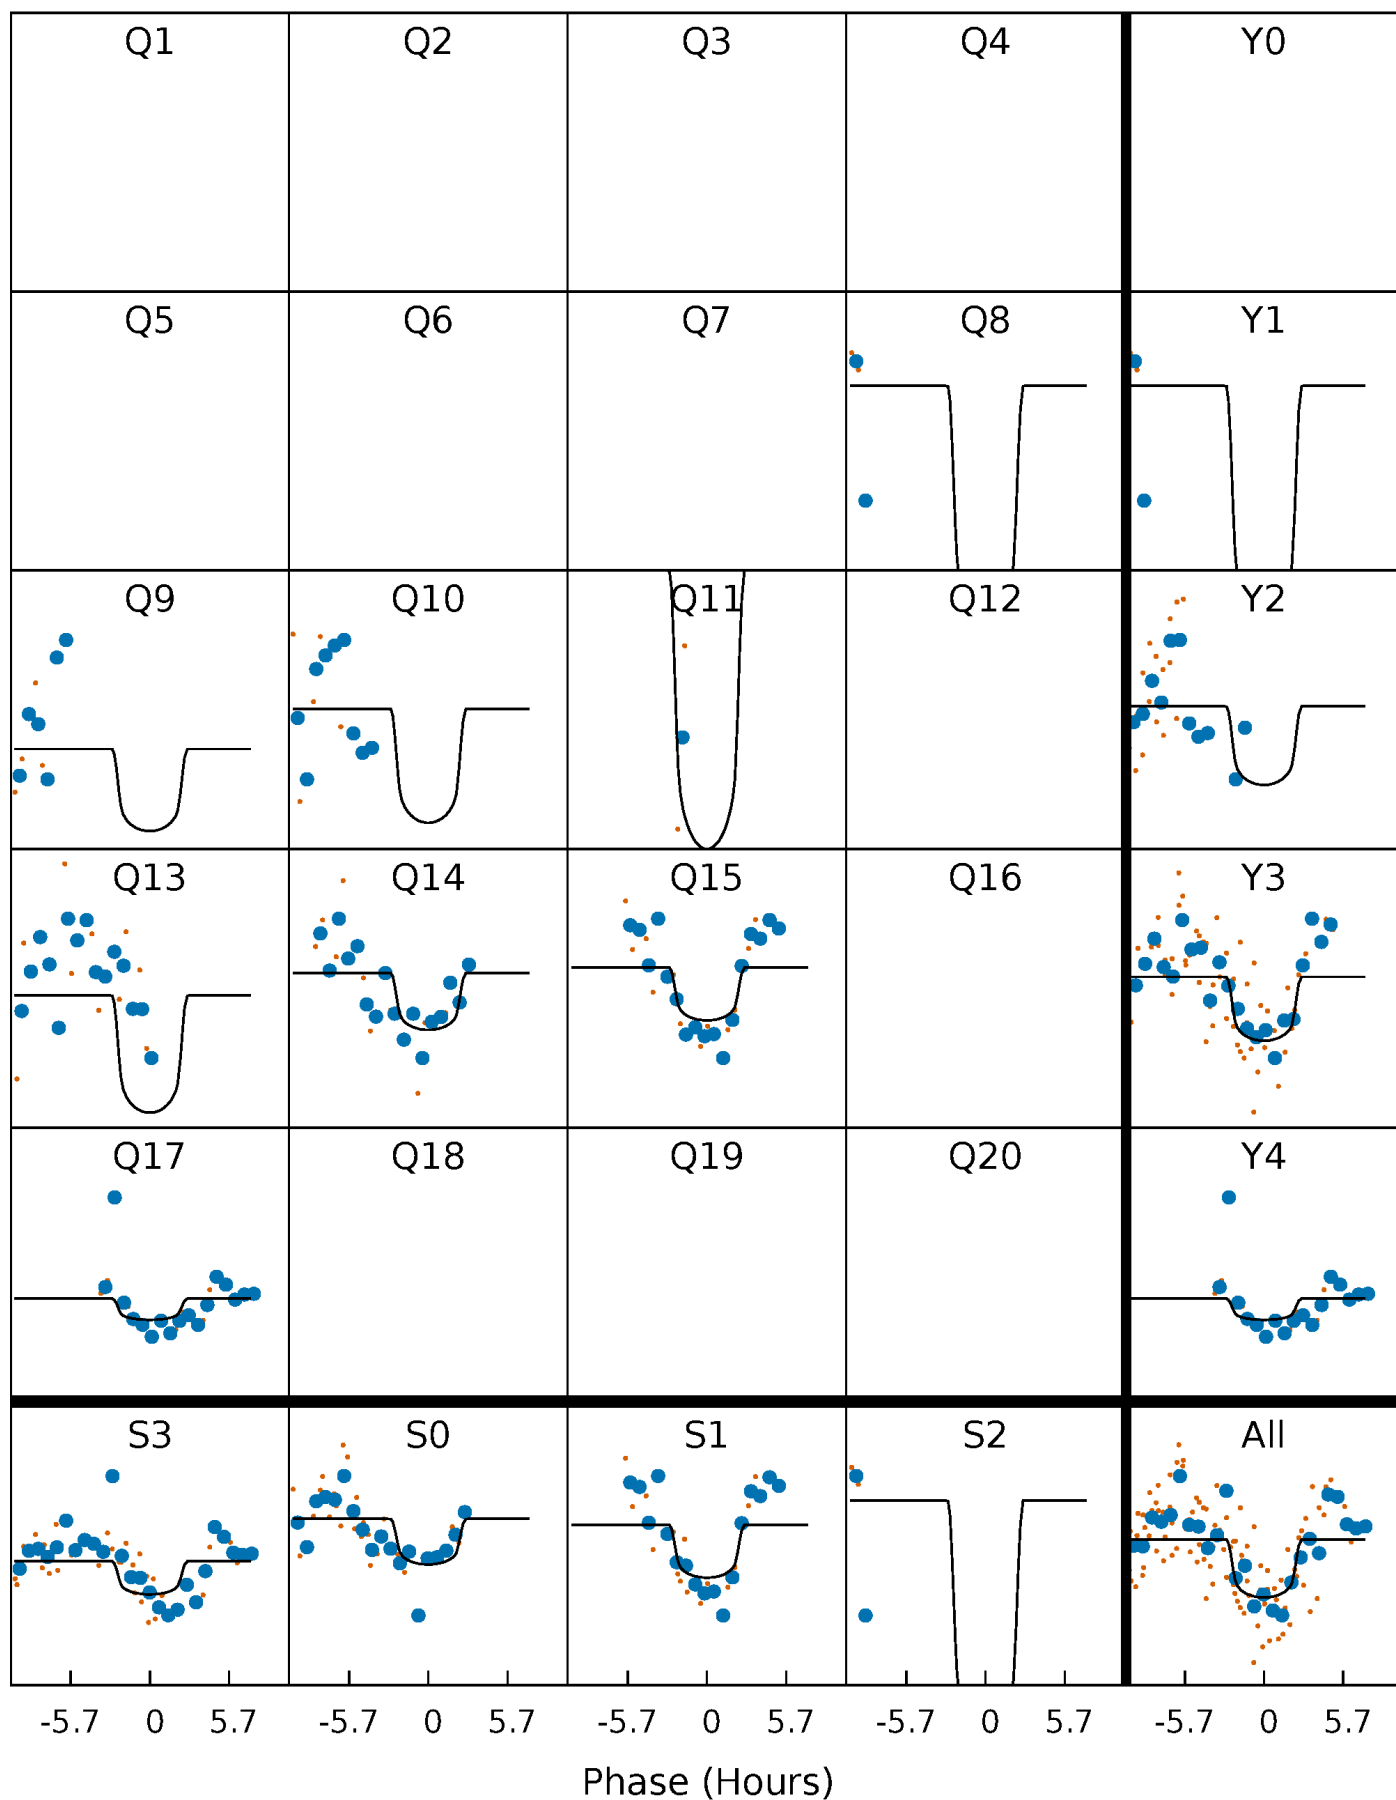 Q1 Q2 Q3 Q4 Y0
Q5 Q6 Q7 Q8 Y1
Q9 Q10 Q11 Q12 Y2
Q13 Q14 Q15 Q16 Y3
Q17 Q18 Q19 Q20 Y4
S3 S0 S1 S2 All
-5.7 0 5.7 -5.7 0 5.7 -5.7 0 5.7 -5.7 0 5.7 -5.7 0 5.7
Phase (Hours)